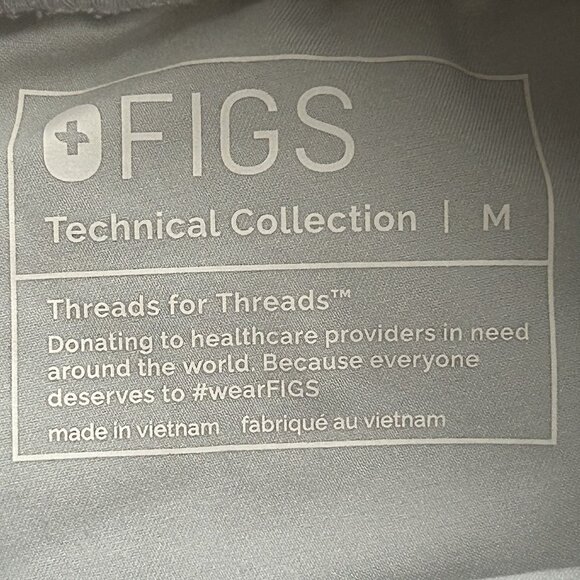 FIGS
Technical Collection | M
Threads for Threads™
Donating to healthcare providers in need
around the world. Because everyone
deserves to #wearFIGS
made in vietnam fabriqué au vietnam